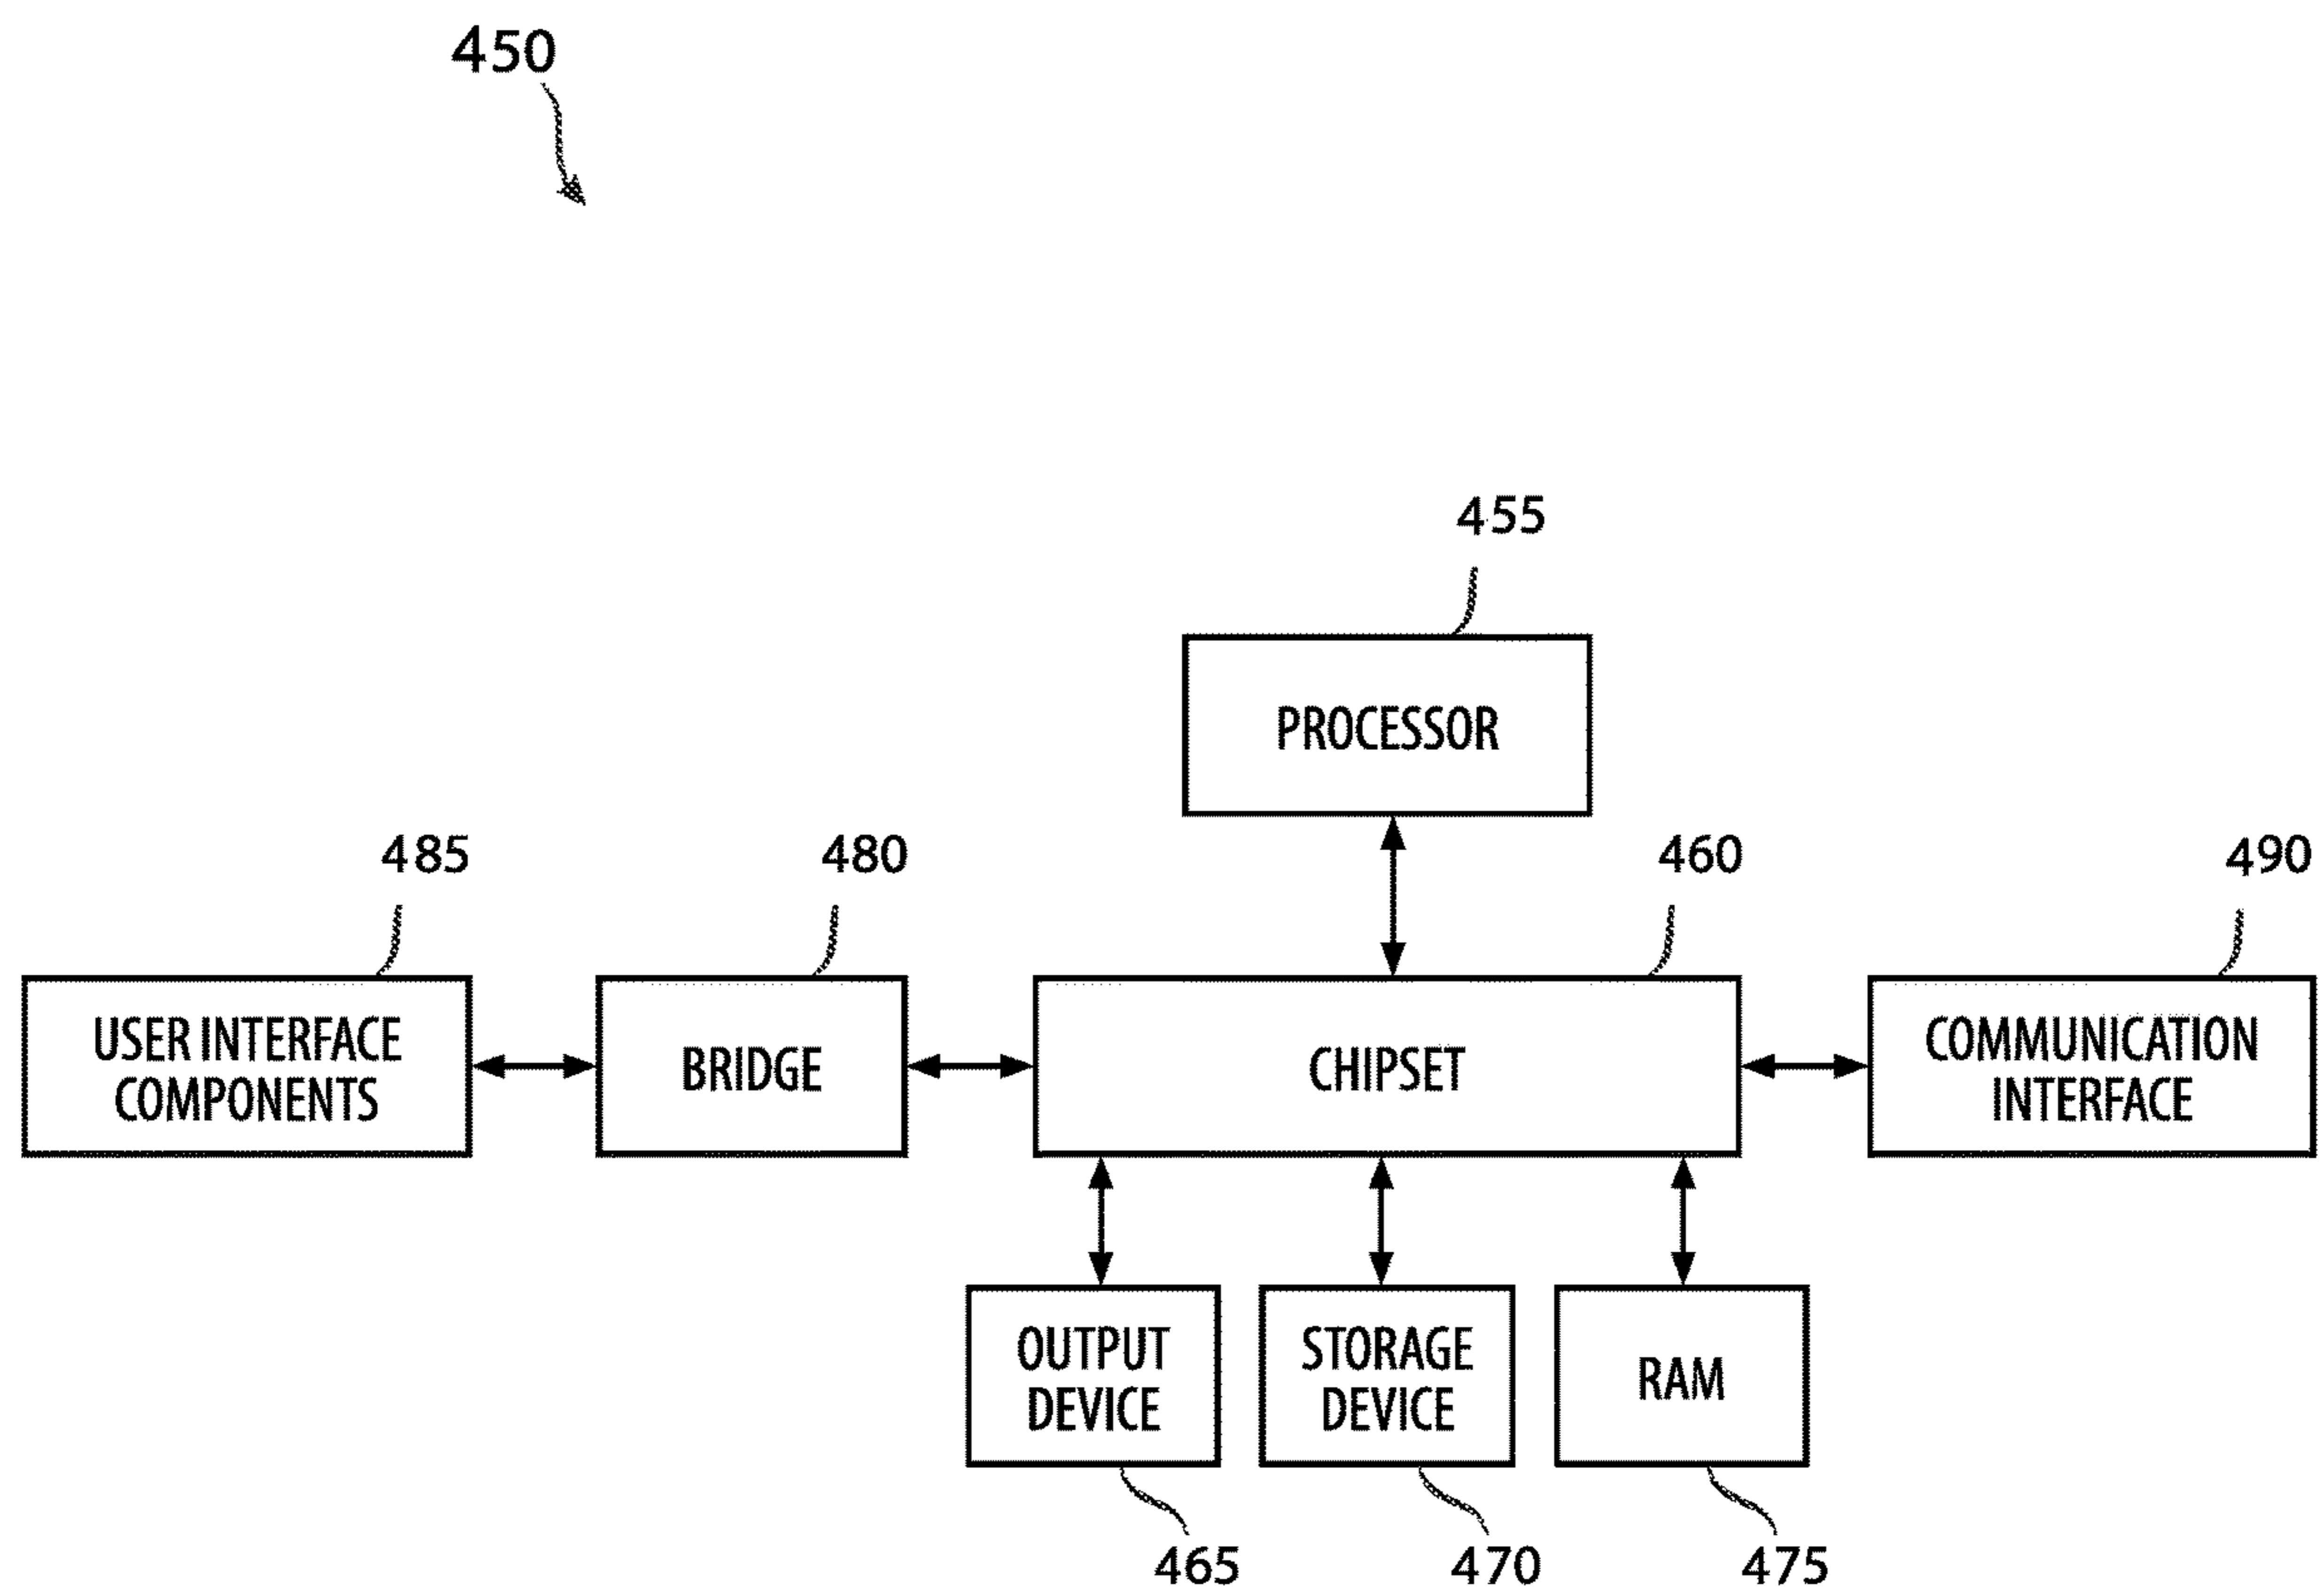 450
455
PROCESSOR
485
480
460
490
USER INTERFACE
COMPONENTS
BRIDGE
CHIPSET
COMMUNICATION
INTERFACE
OUTPUT
DEVICE
STORAGE
DEVICE
RAM
465
470
475